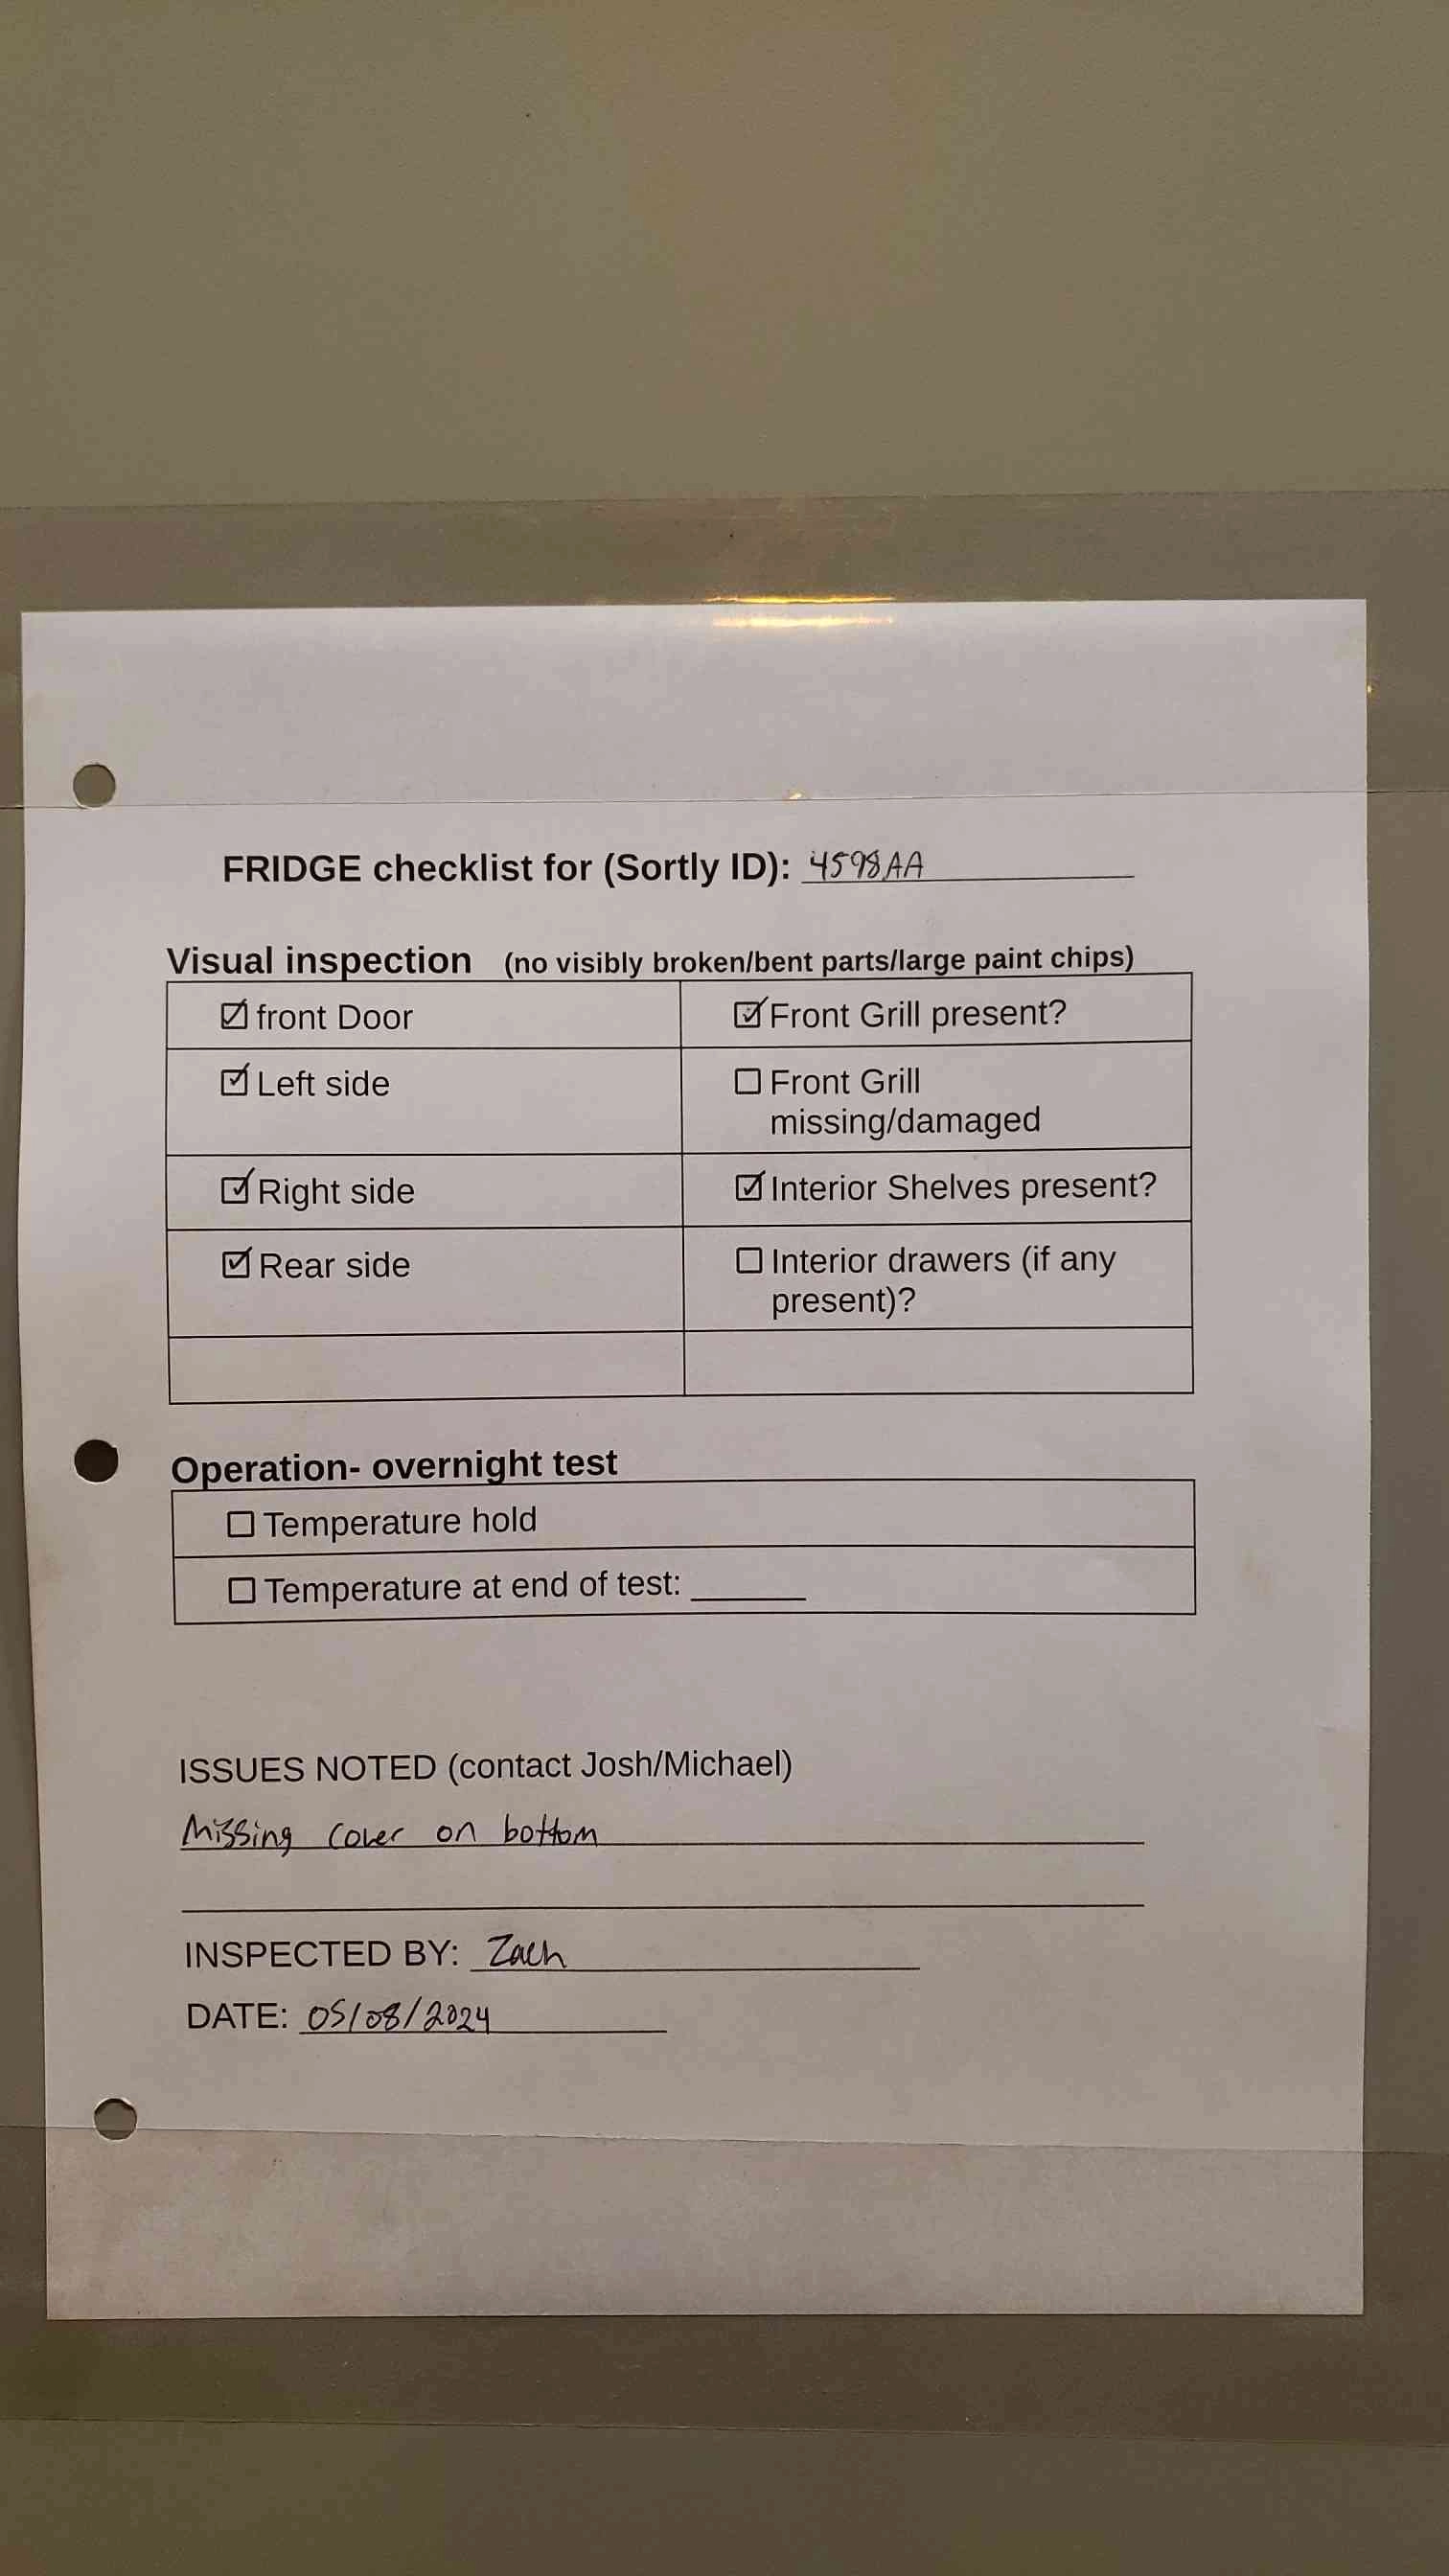 FRIDGE checklist for (Sortly ID): 4598AA
Visual inspection (no visibly broken/bent parts/large paint chips)
☑ front Door ☑ Front Grill present?
☑ Left side ☐ Front Grill
missing/damaged
☑ Right side ☑ Interior Shelves present?
☑ Rear side ☐ Interior drawers (if any
present)?
Operation- overnight test
☐ Temperature hold
☐ Temperature at end of test: ______
ISSUES NOTED (contact Josh/Michael)
Missing cover on bottom
INSPECTED BY: Zach
DATE: 05/08/2024